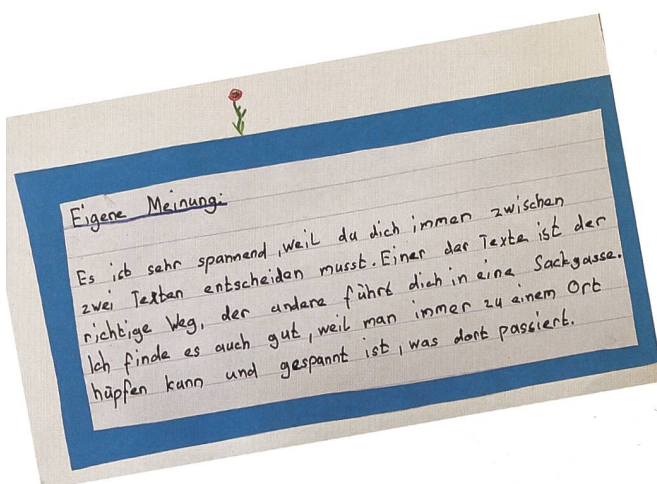 Eigene Meinung:
Es ist sehr spannend, weil du dich immer zwischen
zwei Texten entscheiden musst. Einer der Texte ist der
richtige Weg, der andere führt dich in eine Sackgasse.
Ich finde es auch gut, weil man immer zu einem Ort
hüpfen kann und gespannt ist, was dort passiert.